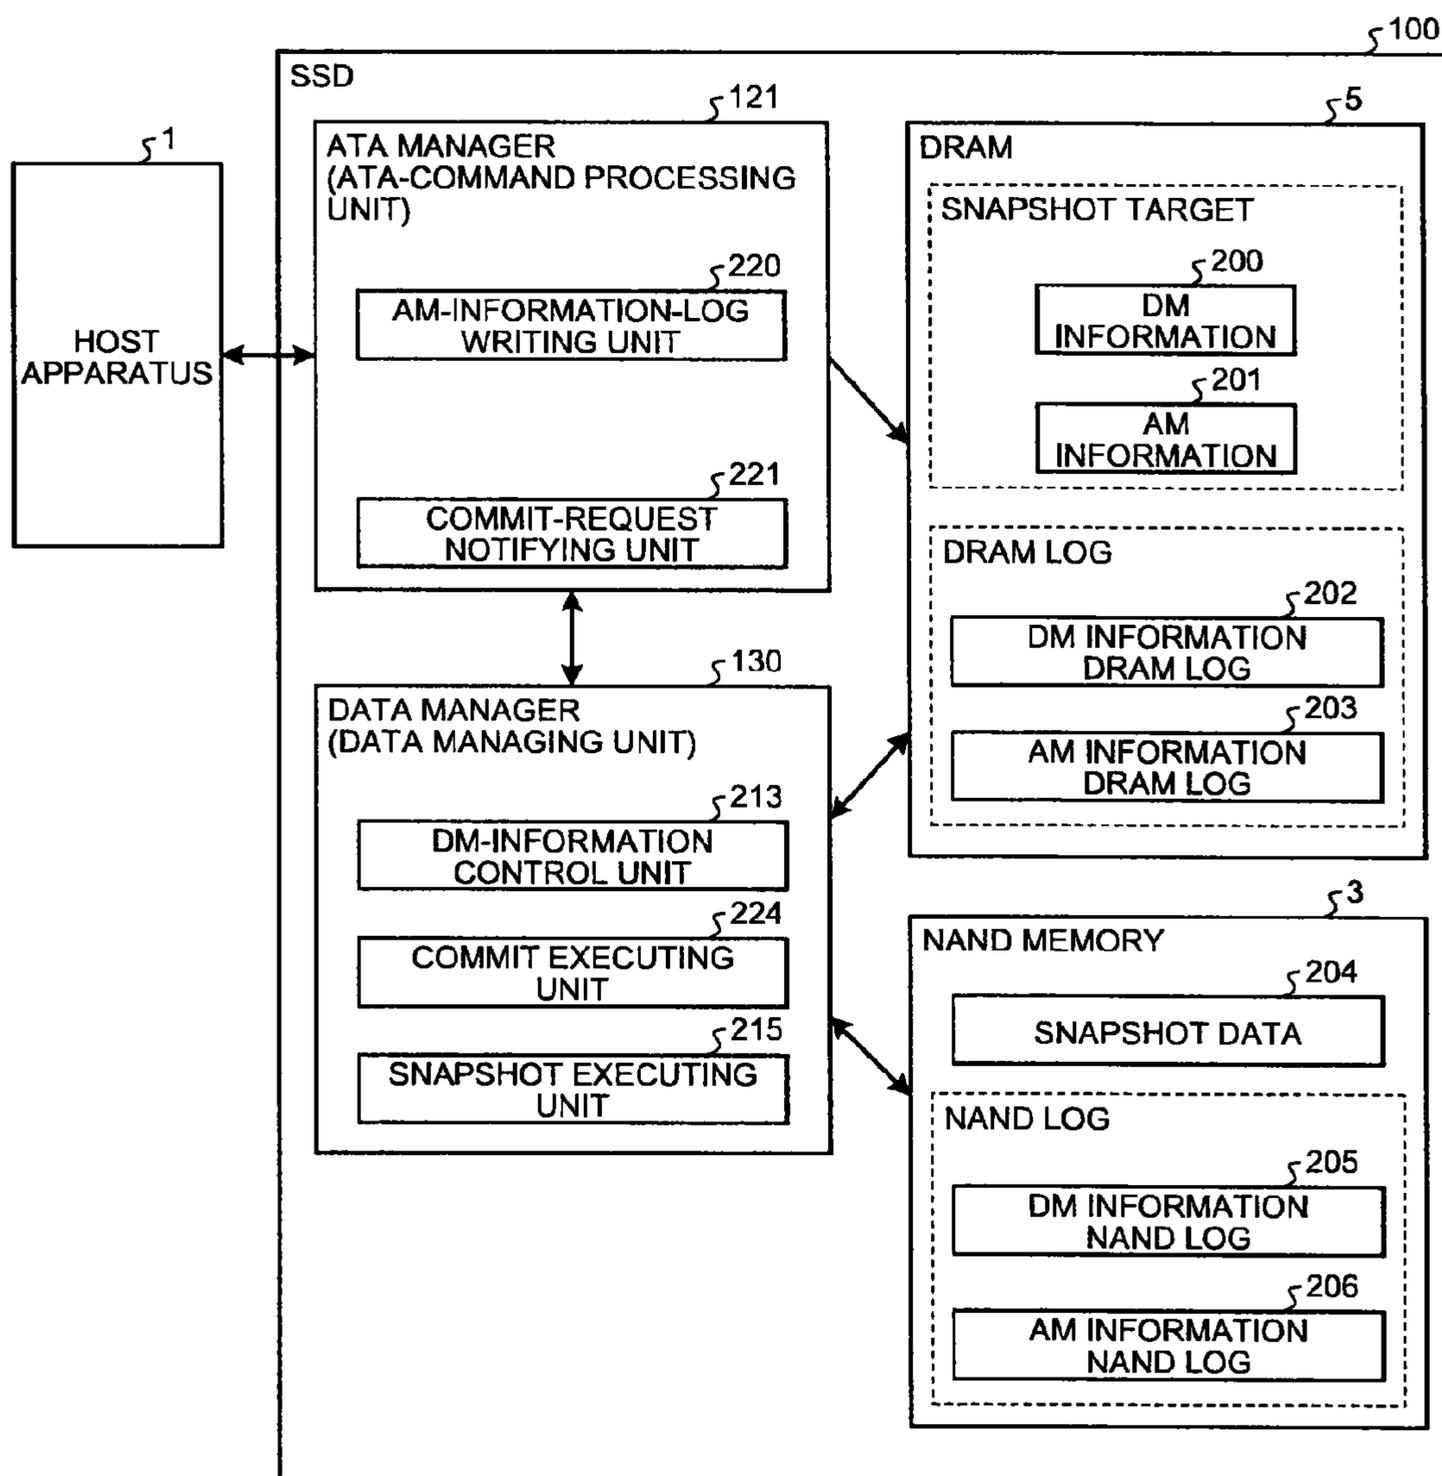 100
SSD
1
HOST
APPARATUS
121
ATA MANAGER
(ATA-COMMAND PROCESSING
UNIT)
220
AM-INFORMATION-LOG
WRITING UNIT
221
COMMIT-REQUEST
NOTIFYING UNIT
130
DATA MANAGER
(DATA MANAGING UNIT)
213
DM-INFORMATION
CONTROL UNIT
224
COMMIT EXECUTING
UNIT
215
SNAPSHOT EXECUTING
UNIT
5
DRAM
SNAPSHOT TARGET
200
DM
INFORMATION
201
AM
INFORMATION
DRAM LOG
202
DM INFORMATION
DRAM LOG
203
AM INFORMATION
DRAM LOG
3
NAND MEMORY
204
SNAPSHOT DATA
NAND LOG
205
DM INFORMATION
NAND LOG
206
AM INFORMATION
NAND LOG